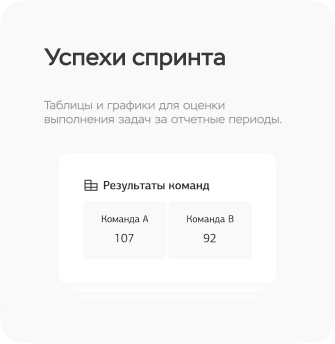 Успехи спринта
Таблицы и графики для оценки
выполнения задач за отчетные периоды.
Результаты команд
Команда A
Команда B
107
92